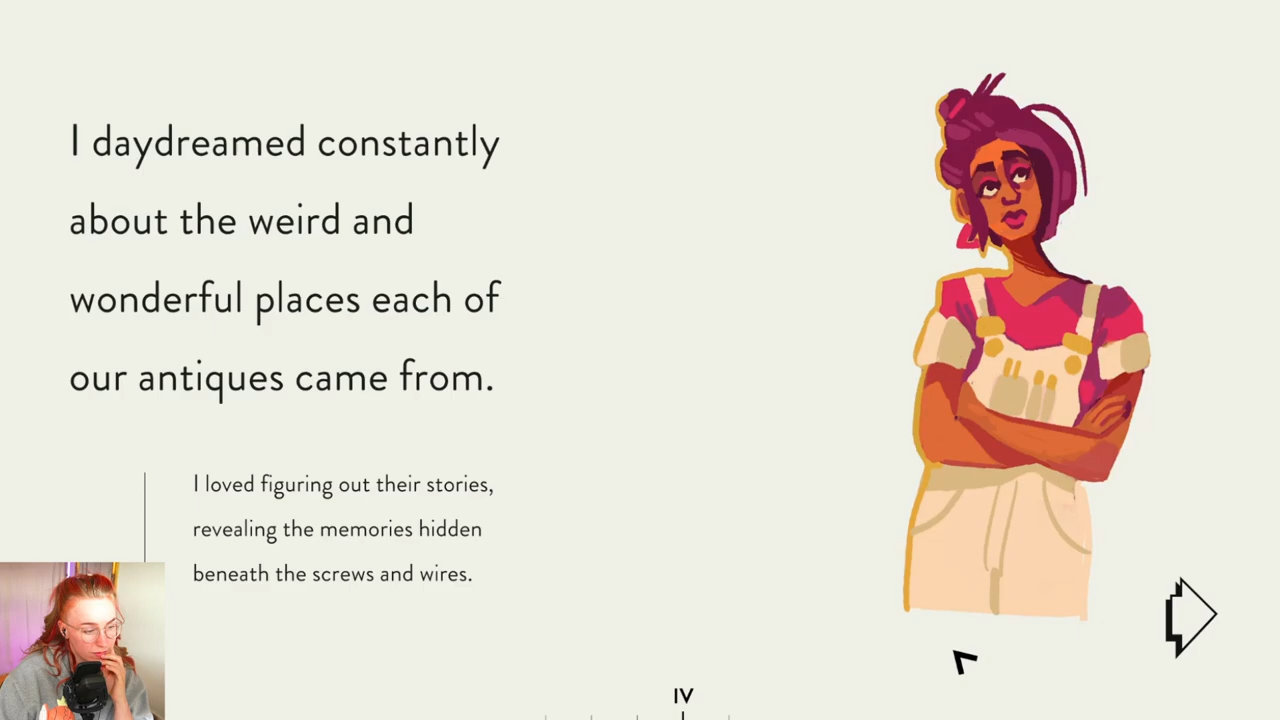 I daydreamed constantly
about the weird and
wonderful places each of
our antiques came from.
I loved figuring out their stories,
revealing the memories hidden
beneath the screws and wires.
IV